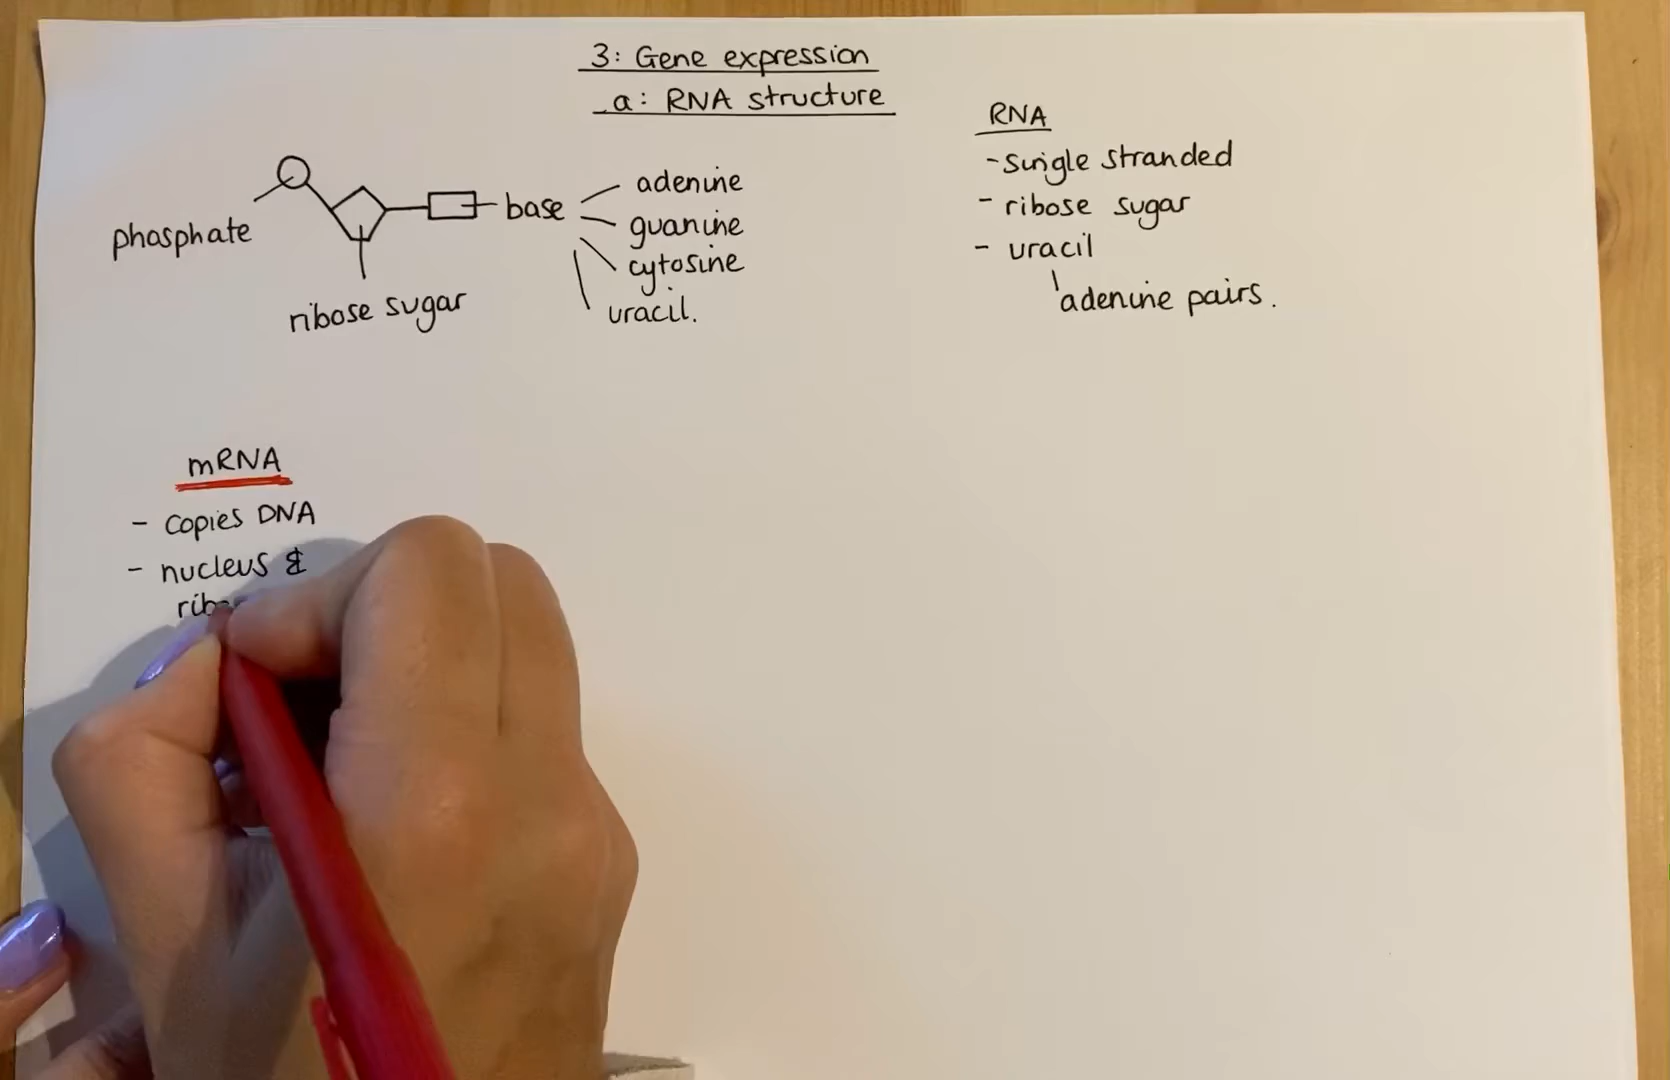 3: Gene expression
a: RNA structure
phosphate
ribose sugar
base
adenine
guanine
cytosine
uracil.
RNA
- single stranded
- ribose sugar
- uracil
adenine pairs.
mRNA
- copies DNA
- nucleus &